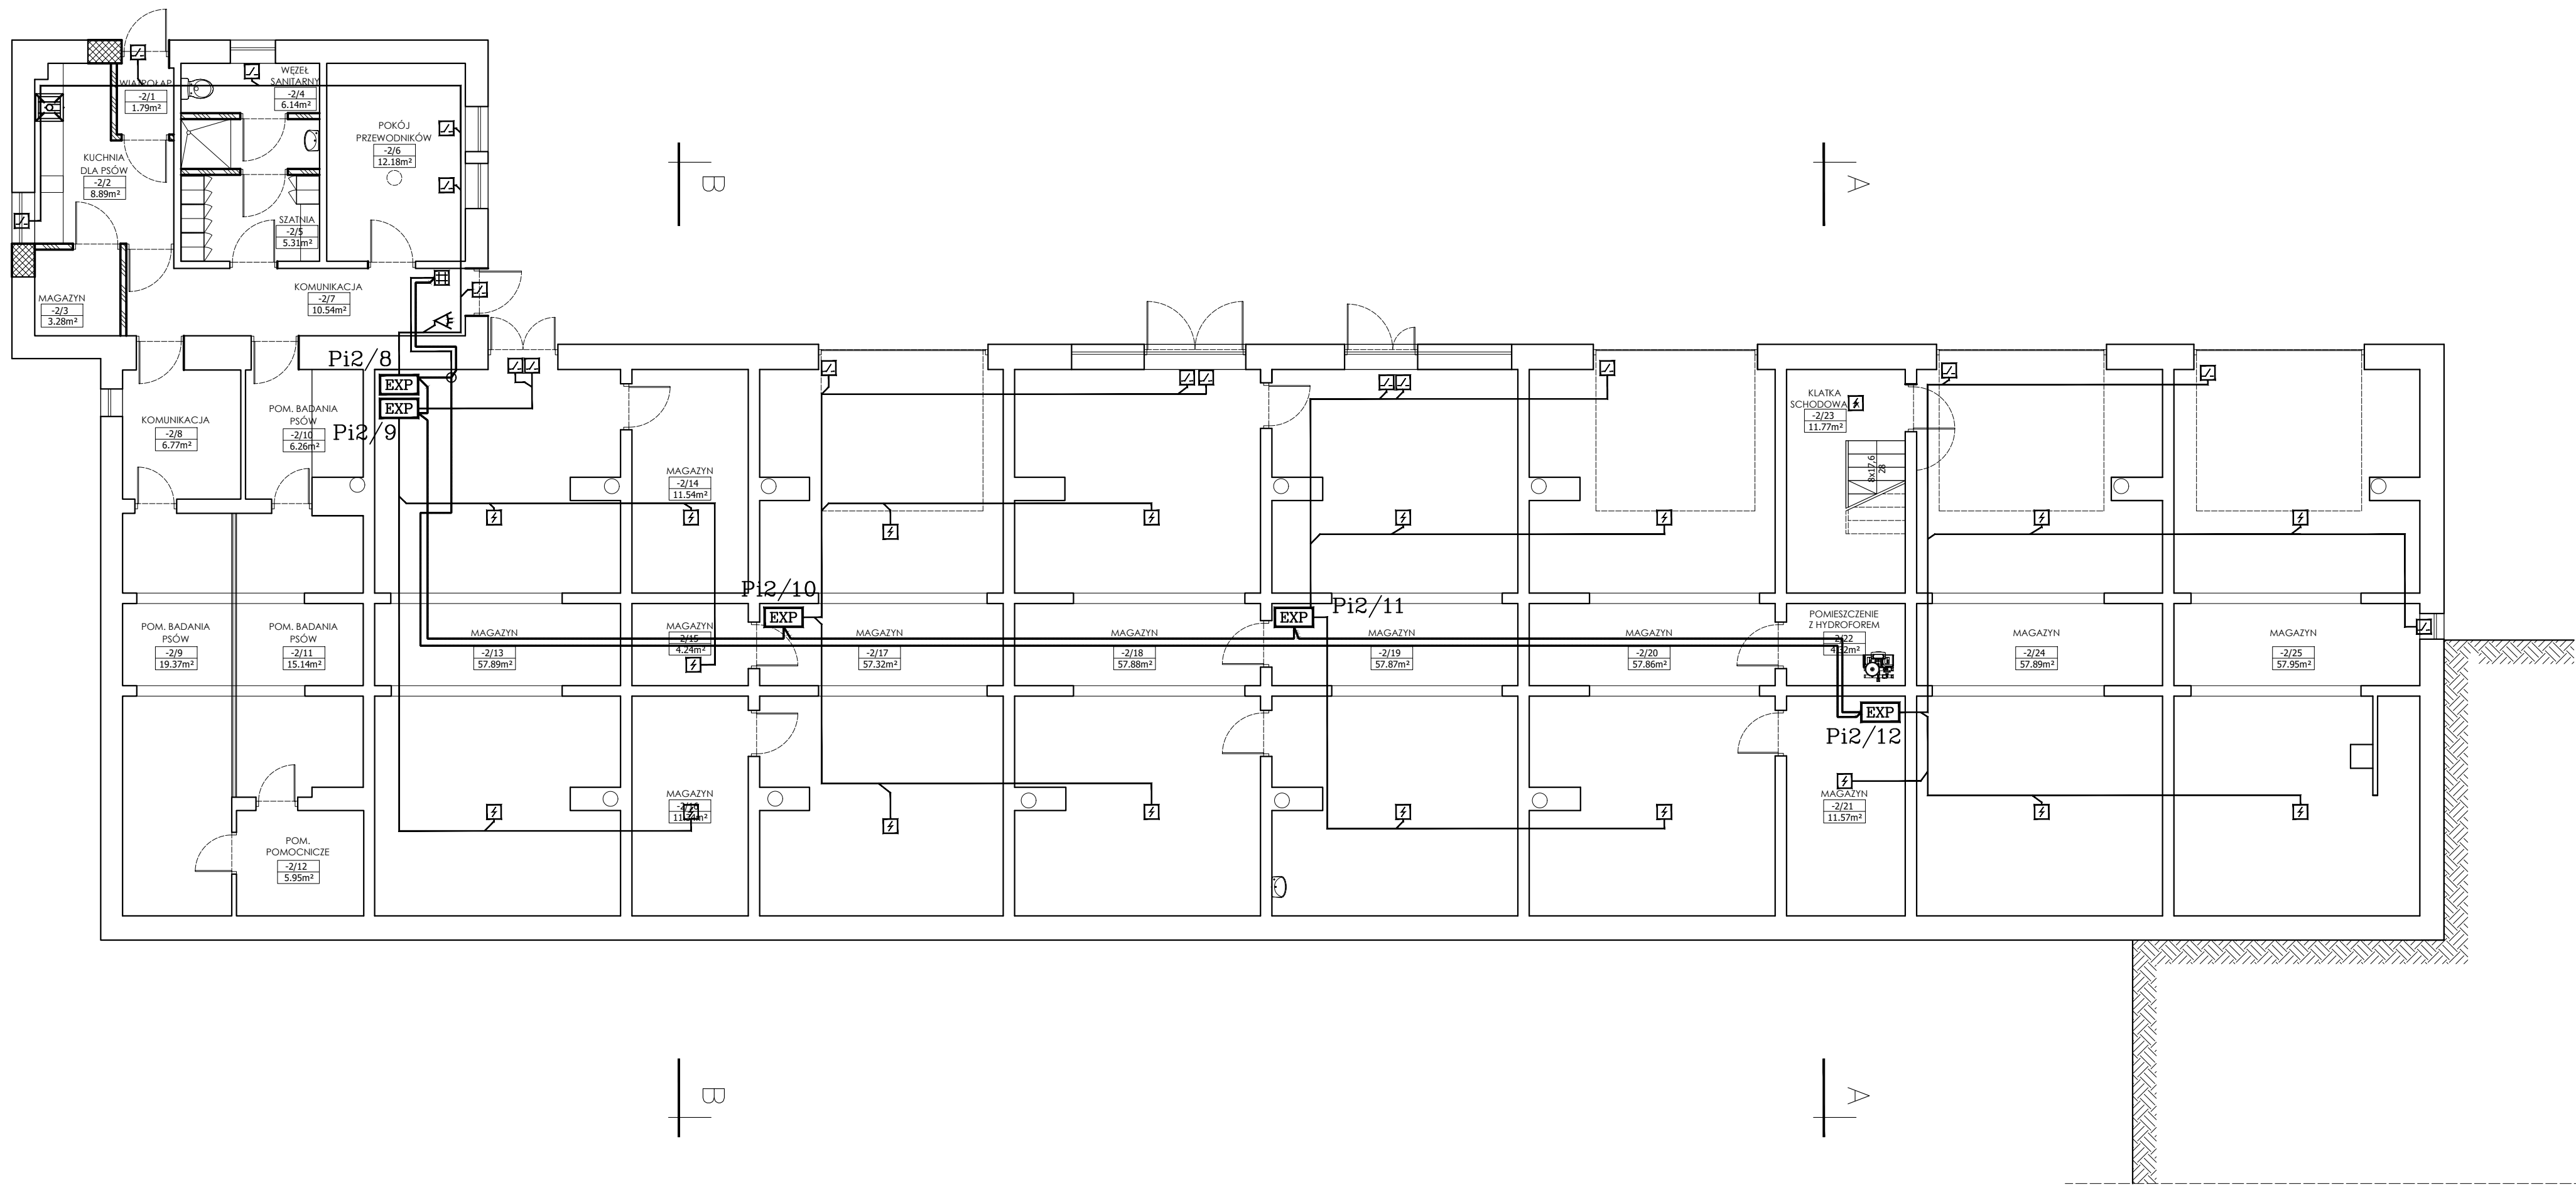 WIATROŁAP
-2/1
1.79m²
WĘZEŁ
SANITARNY
-2/4
6.14m²
POKÓJ
PRZEWODNIKÓW
-2/6
12.18m²
KUCHNIA
DLA PSÓW
-2/2
8.89m²
SZATNIA
-2/5
5.31m²
MAGAZYN
-2/3
3.28m²
KOMUNIKACJA
-2/7
10.54m²
B
A
Pi2/8
EXP
EXP
Pi2/9
KOMUNIKACJA
-2/8
6.77m²
POM. BADANIA
PSÓW
-2/10
6.26m²
MAGAZYN
-2/14
11.54m²
KLATKA
SCHODOWA
-2/23
11.77m²
8x17,6
28
Pi2/10
EXP
Pi2/11
EXP
POM. BADANIA
PSÓW
-2/9
19.37m²
POM. BADANIA
PSÓW
-2/11
15.14m²
MAGAZYN
-2/13
57.89m²
MAGAZYN
-2/15
4.24m²
MAGAZYN
-2/17
57.32m²
MAGAZYN
-2/18
57.88m²
MAGAZYN
-2/19
57.87m²
MAGAZYN
-2/20
57.86m²
POMIESZCZENIE
Z HYDROFOREM
-2/22
MAGAZYN
-2/24
57.89m²
MAGAZYN
-2/25
57.95m²
EXP
Pi2/12
MAGAZYN
-2/16
MAGAZYN
-2/21
11.57m²
POM.
POMOCNICZE
-2/12
5.95m²
B
A